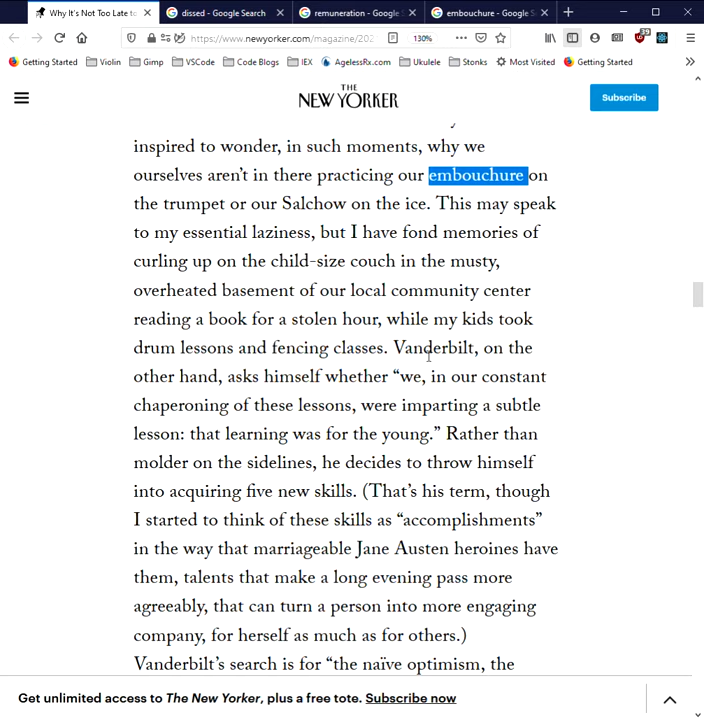 Why It's Not Too Late to
dissed - Google Search
remuneration - Google S
embouchure - Google S
https://www.newyorker.com/magazine/202
130%
39
Getting Started
Violin
Gimp
VSCode
Code Blogs
IEX
AgelessRx.com
Ukulele
Stonks
Most Visited
Getting Started
THE
NEW YORKER
Subscribe
inspired to wonder, in such moments, why we
ourselves aren't in there practicing our embouchure on
the trumpet or our Salchow on the ice. This may speak
to my essential laziness, but I have fond memories of
curling up on the child-size couch in the musty,
overheated basement of our local community center
reading a book for a stolen hour, while my kids took
drum lessons and fencing classes. Vanderbilt, on the
other hand, asks himself whether “we, in our constant
chaperoning of these lessons, were imparting a subtle
lesson: that learning was for the young.” Rather than
molder on the sidelines, he decides to throw himself
into acquiring five new skills. (That's his term, though
I started to think of these skills as “accomplishments”
in the way that marriageable Jane Austen heroines have
them, talents that make a long evening pass more
agreeably, that can turn a person into more engaging
company, for herself as much as for others.)
Vanderbilt's search is for “the naïve optimism, the
Get unlimited access to The New Yorker, plus a free tote. Subscribe now